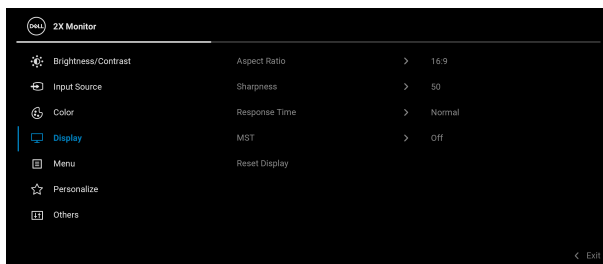 DELL 2X Monitor
Brightness/Contrast Aspect Ratio > 16:9
Input Source Sharpness > 50
Color Response Time > Normal
Display MST > Off
Menu Reset Display
Personalize
Others
< Exit